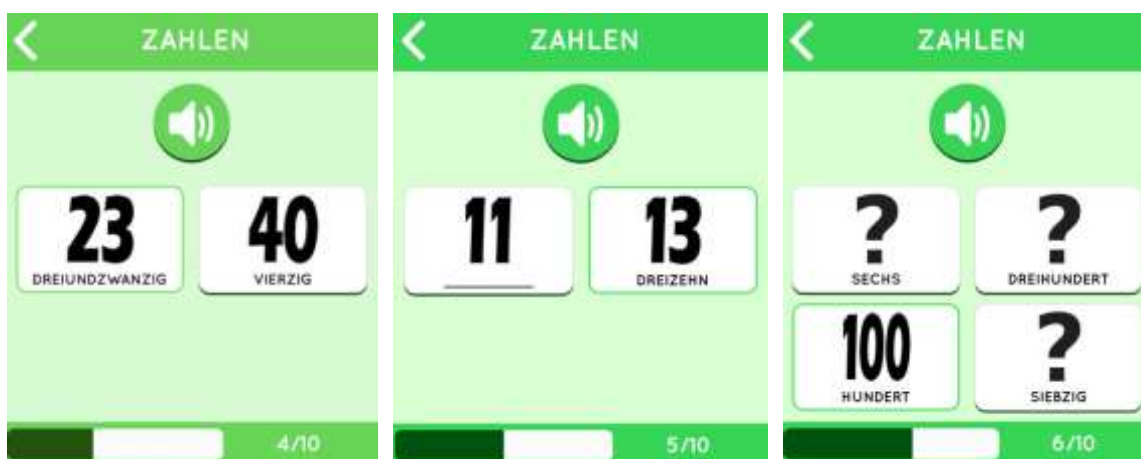 ZAHLEN
23
DREIUNDZWANZIG
40
VIERZIG
4/10
ZAHLEN
11
13
DREIZEHN
5/10
ZAHLEN
?
SECHS
?
DREIHUNDERT
100
HUNDERT
?
SIEBZIG
6/10